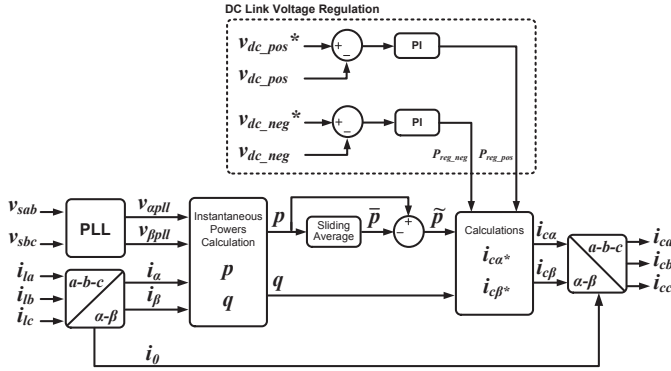 DC Link Voltage Regulation
v_dc_pos*
PI
v_dc_pos
v_dc_neg*
PI
v_dc_neg
P_reg_neg
P_reg_pos
v_sab
v_sbc
PLL
v_αpll
v_βpll
Instantaneous
Powers
Calculation
p
q
p
Sliding
Average
p̅
p̃
q
Calculations
i_cα*
i_cβ*
i_cα
i_cβ
a-b-c
α-β
i_ca
i_cb
i_cc
i_la
i_lb
i_lc
a-b-c
α-β
i_α
i_β
i_0